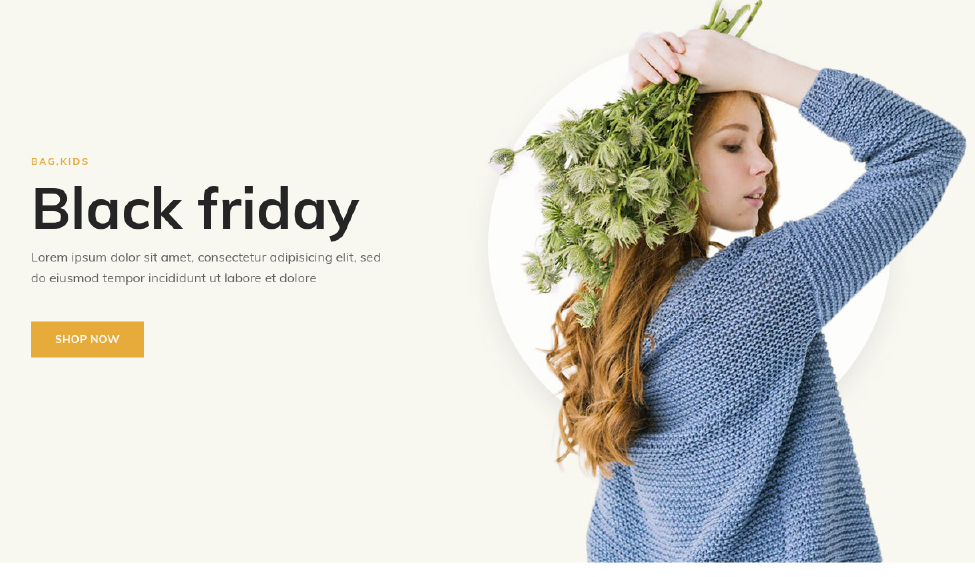 BAG,KIDS
Black friday
Lorem ipsum dolor sit amet, consectetur adipisicing elit, sed
do eiusmod tempor incididunt ut labore et dolore
SHOP NOW